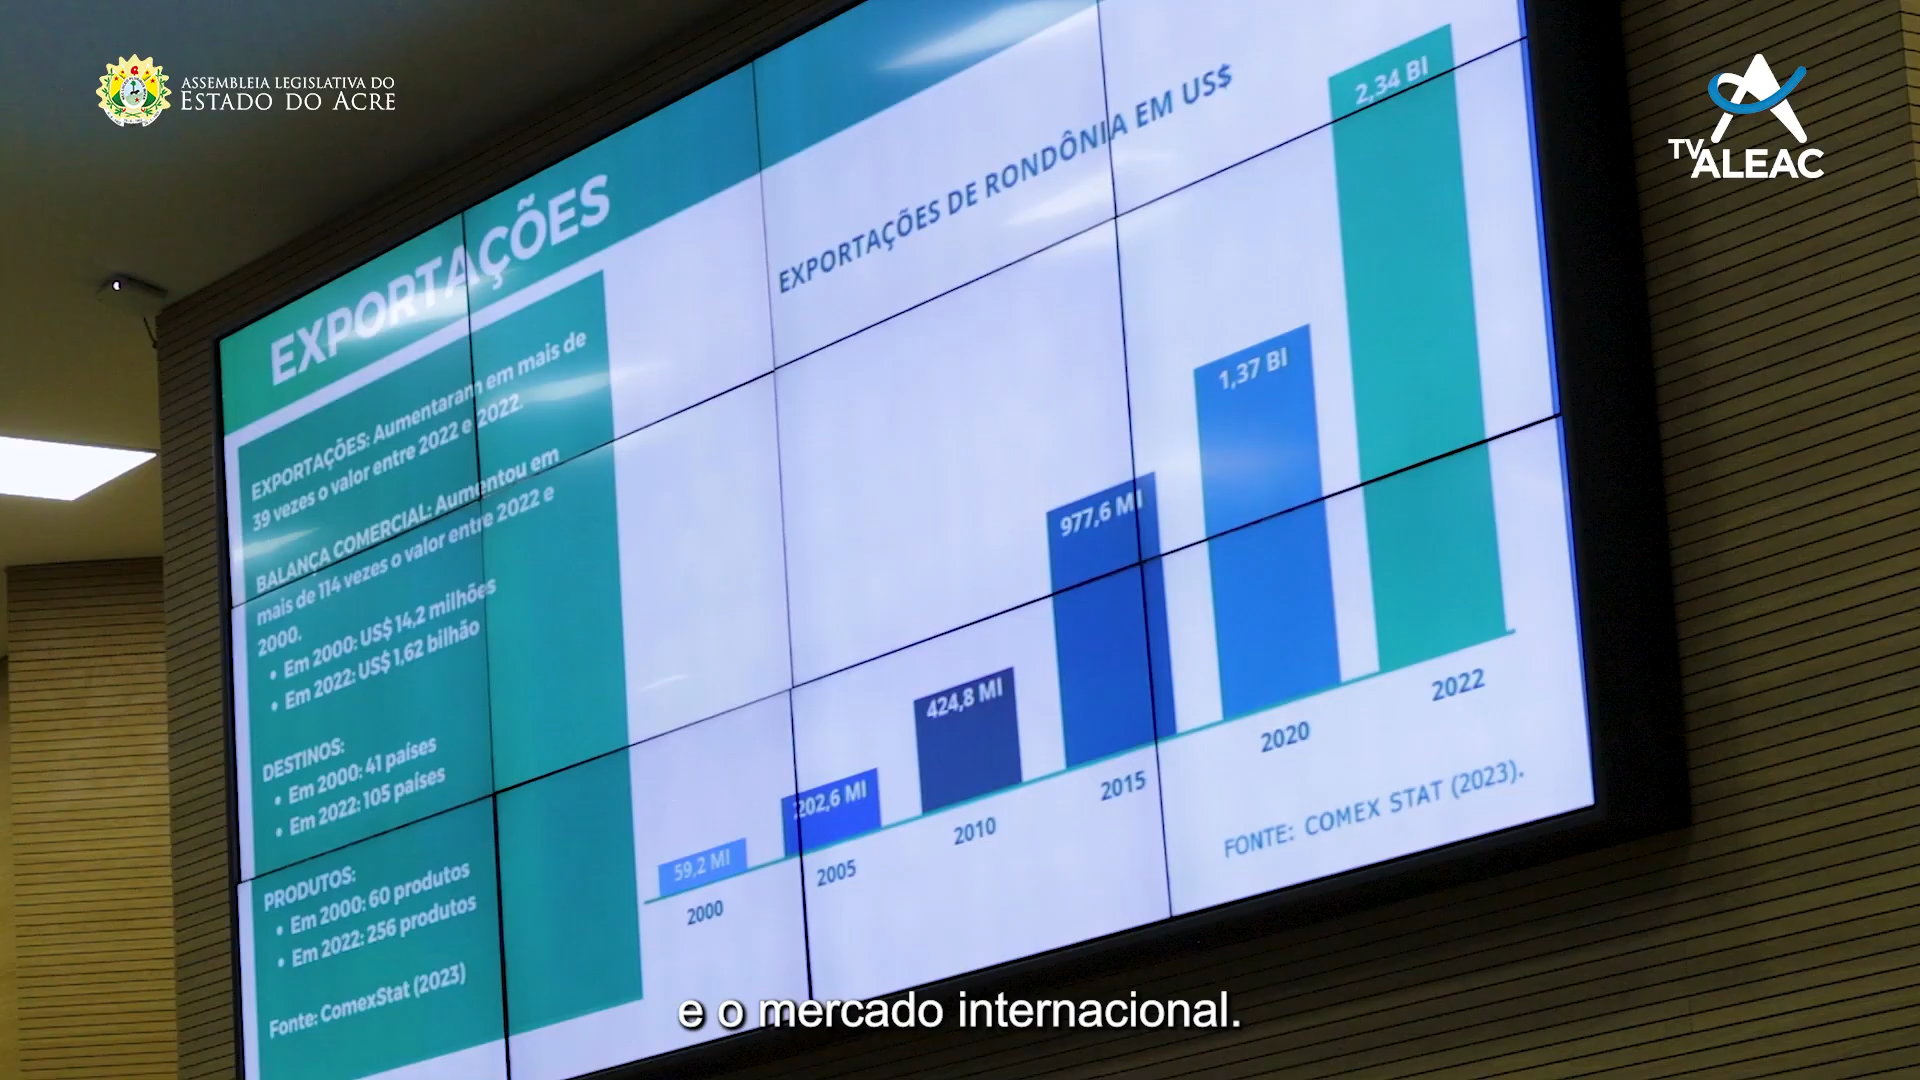 ASSEMBLEIA LEGISLATIVA DO
ESTADO DO ACRE
TV ALEAC
EXPORTAÇÕES
EXPORTAÇÕES: Aumentaram em mais de
39 vezes o valor entre 2022 e 2022.
BALANÇA COMERCIAL: Aumentou em
mais de 114 vezes o valor entre 2022 e
2000.
• Em 2000: US$ 14,2 milhões
• Em 2022: US$ 1,62 bilhão
DESTINOS:
• Em 2000: 41 países
• Em 2022: 105 países
PRODUTOS:
• Em 2000: 60 produtos
• Em 2022: 256 produtos
Fonte: ComexStat (2023)
EXPORTAÇÕES DE RONDÔNIA EM US$
59,2 MI
202,6 MI
424,8 MI
977,6 MI
1,37 BI
2,34 BI
2000
2005
2010
2015
2020
2022
FONTE: COMEX STAT (2023).
e o mercado internacional.